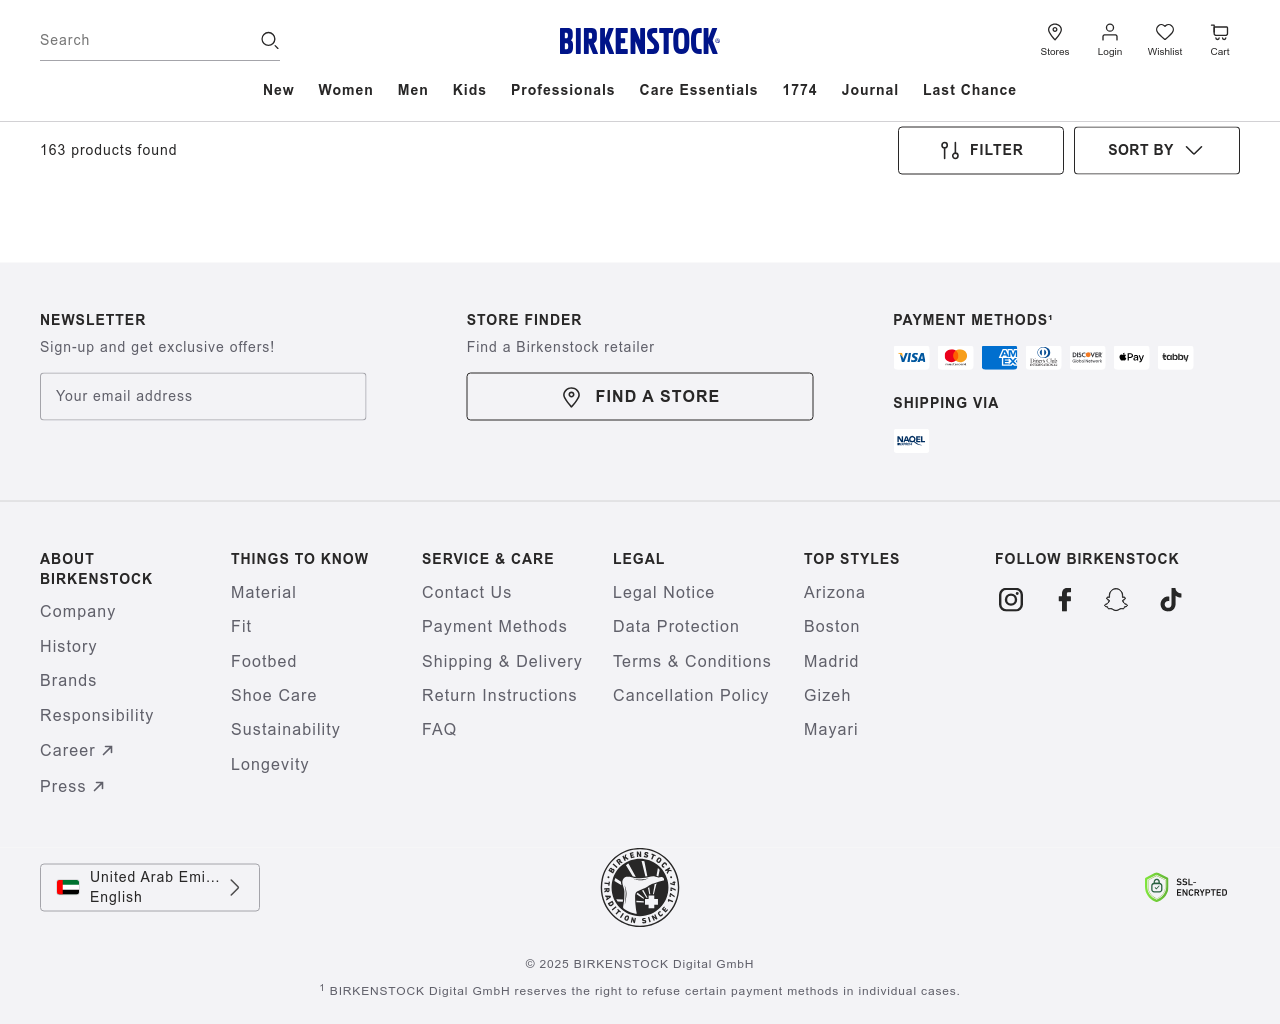 Search
BIRKENSTOCK
Stores
Login
Wishlist
Cart
New
Women
Men
Kids
Professionals
Care Essentials
1774
Journal
Last Chance
163 products found
FILTER
SORT BY
NEWSLETTER
Sign-up and get exclusive offers!
Your email address
STORE FINDER
Find a Birkenstock retailer
FIND A STORE
PAYMENT METHODS¹
VISA
AM
EX
DISCOVER
Global Network
Pay
tabby
SHIPPING VIA
NAQEL
ABOUT
BIRKENSTOCK
Company
History
Brands
Responsibility
Career
Press
THINGS TO KNOW
Material
Fit
Footbed
Shoe Care
Sustainability
Longevity
SERVICE & CARE
Contact Us
Payment Methods
Shipping & Delivery
Return Instructions
FAQ
LEGAL
Legal Notice
Data Protection
Terms & Conditions
Cancellation Policy
TOP STYLES
Arizona
Boston
Madrid
Gizeh
Mayari
FOLLOW BIRKENSTOCK
United Arab Emi...
English
BIRKENSTOCK
TRADITION SINCE 1774
SSL-
ENCRYPTED
© 2025 BIRKENSTOCK Digital GmbH
¹ BIRKENSTOCK Digital GmbH reserves the right to refuse certain payment methods in individual cases.